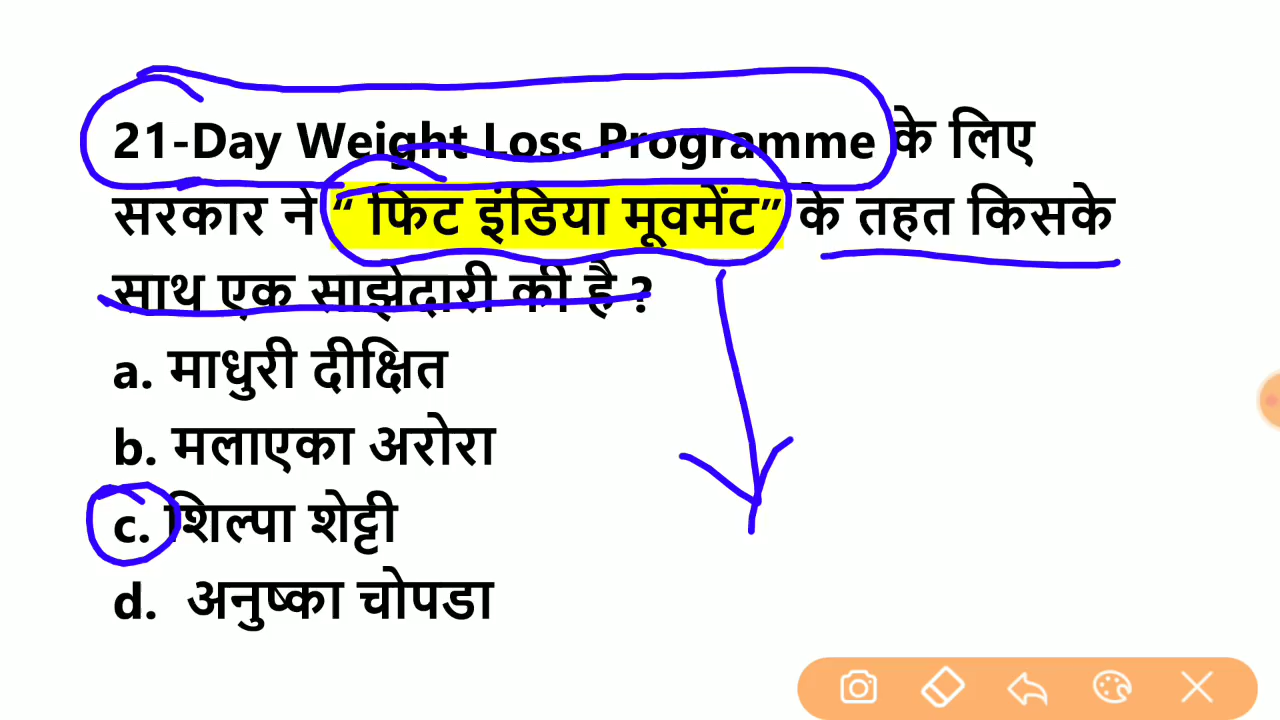 21-Day Weight Loss Programme के लिए
सरकार ने “ फिट इंडिया मूवमेंट” के तहत किसके
साथ एक साझेदारी की है ?
a. माधुरी दीक्षित
b. मलाएका अरोरा
c. शिल्पा शेट्टी
d. अनुष्का चोपडा